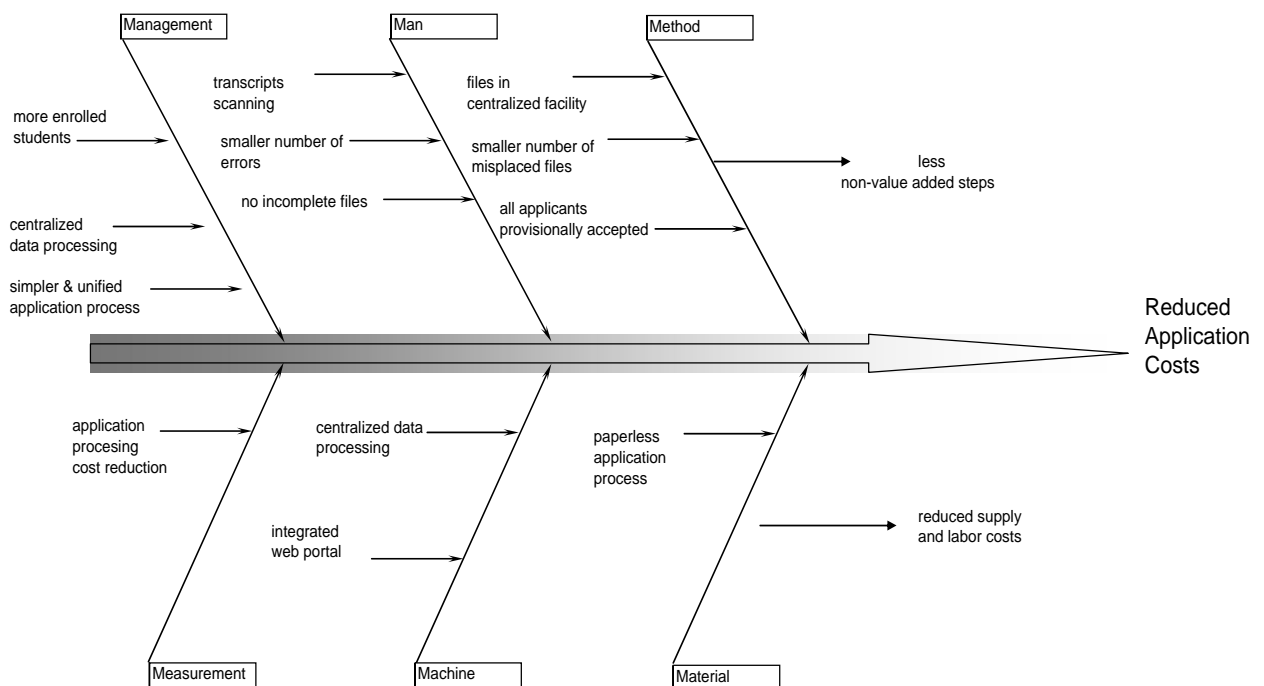 Management
Man
Method
transcripts
scanning
files in
centralized facility
more enrolled
students
smaller number of
errors
smaller number of
misplaced files
less
non-value added steps
no incomplete files
all applicants
provisionally accepted
centralized
data processing
simpler & unified
application process
Reduced
Application
Costs
application
procesing
cost reduction
centralized data
processing
paperless
application
process
integrated
web portal
reduced supply
and labor costs
Measurement
Machine
Material